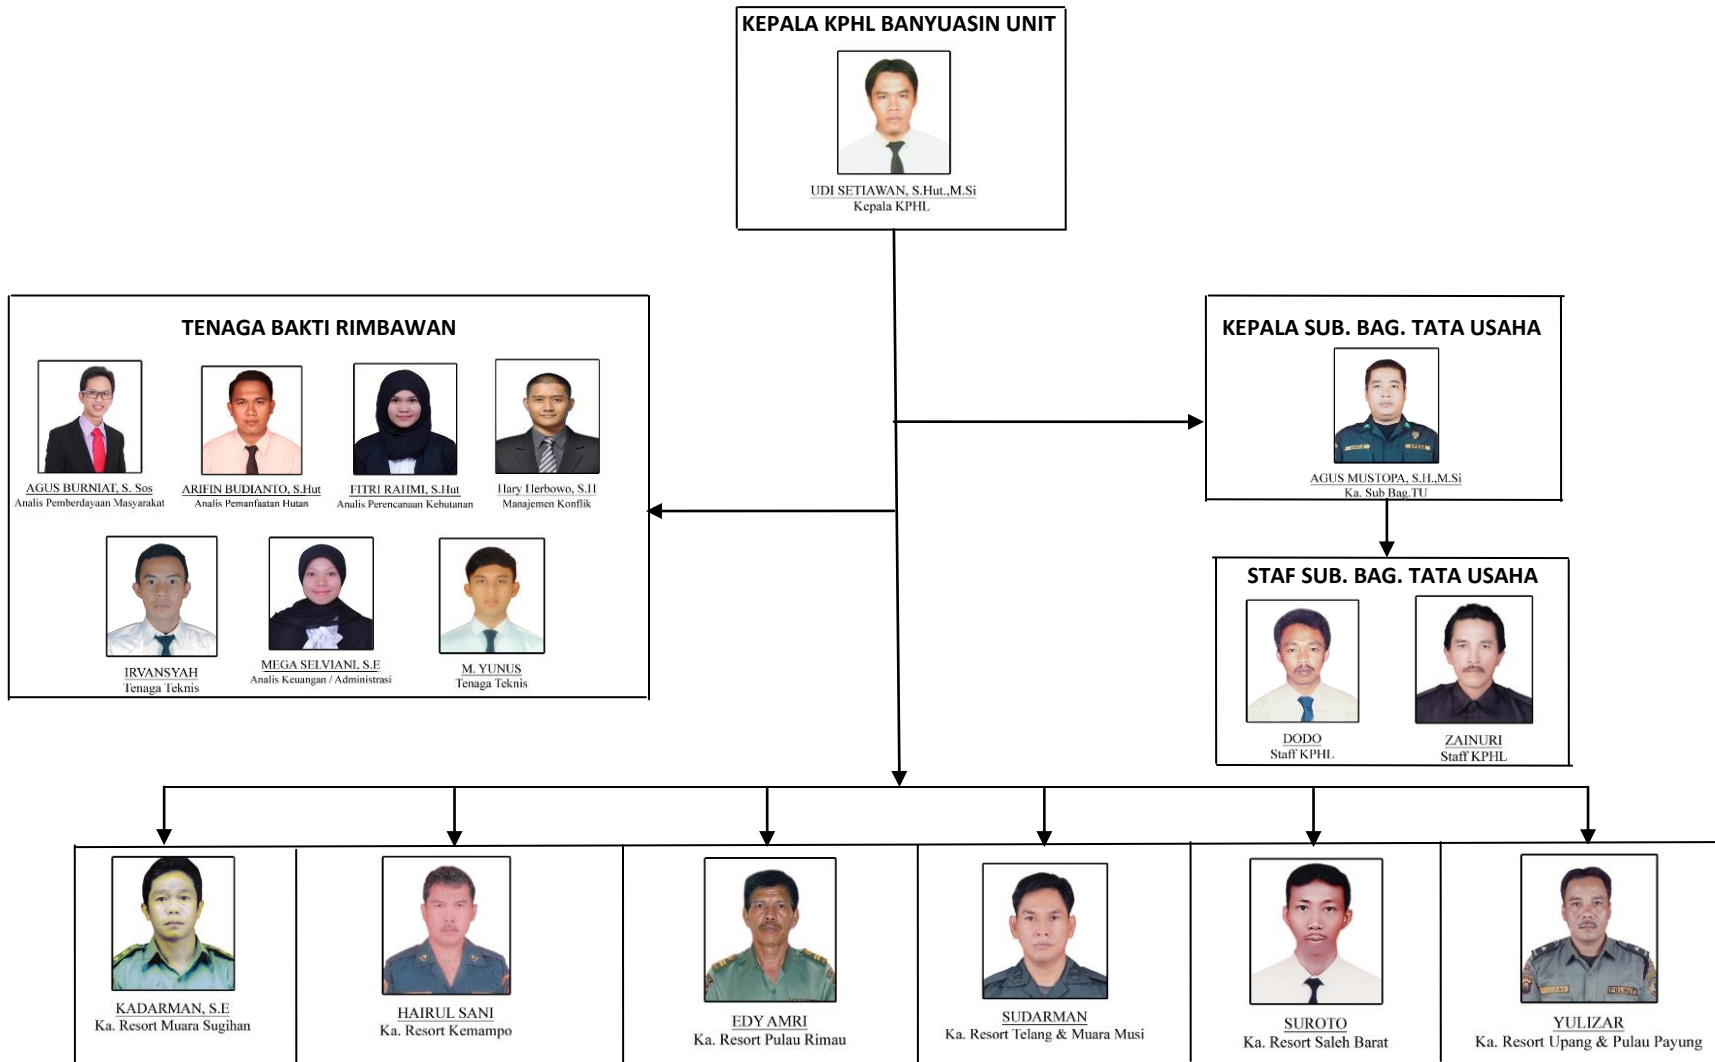 KEPALA KPHL BANYUASIN UNIT
UDI SETIAWAN, S.Hut.,M.Si
Kepala KPHL
TENAGA BAKTI RIMBAWAN
AGUS BURNIAT, S. Sos
Analis Pemberdayaan Masyarakat
ARIFIN BUDIANTO, S.Hut
Analis Pemanfaatan Hutan
FITRI RAHMI, S.Hut
Analis Perencanaan Kehutanan
Hary Herbowo, S.H
Manajemen Konflik
IRVANSYAH
Tenaga Teknis
MEGA SELVIANI, S.E
Analis Keuangan / Administrasi
M. YUNUS
Tenaga Teknis
KEPALA SUB. BAG. TATA USAHA
AGUS MUSTOPA, S.H.,M.Si
Ka. Sub Bag.TU
STAF SUB. BAG. TATA USAHA
DODO
Staff KPHL
ZAINURI
Staff KPHL
KADARMAN, S.E
Ka. Resort Muara Sugihan
HAIRUL SANI
Ka. Resort Kemampo
EDY AMRI
Ka. Resort Pulau Rimau
SUDARMAN
Ka. Resort Telang & Muara Musi
SUROTO
Ka. Resort Saleh Barat
YULIZAR
Ka. Resort Upang & Pulau Payung